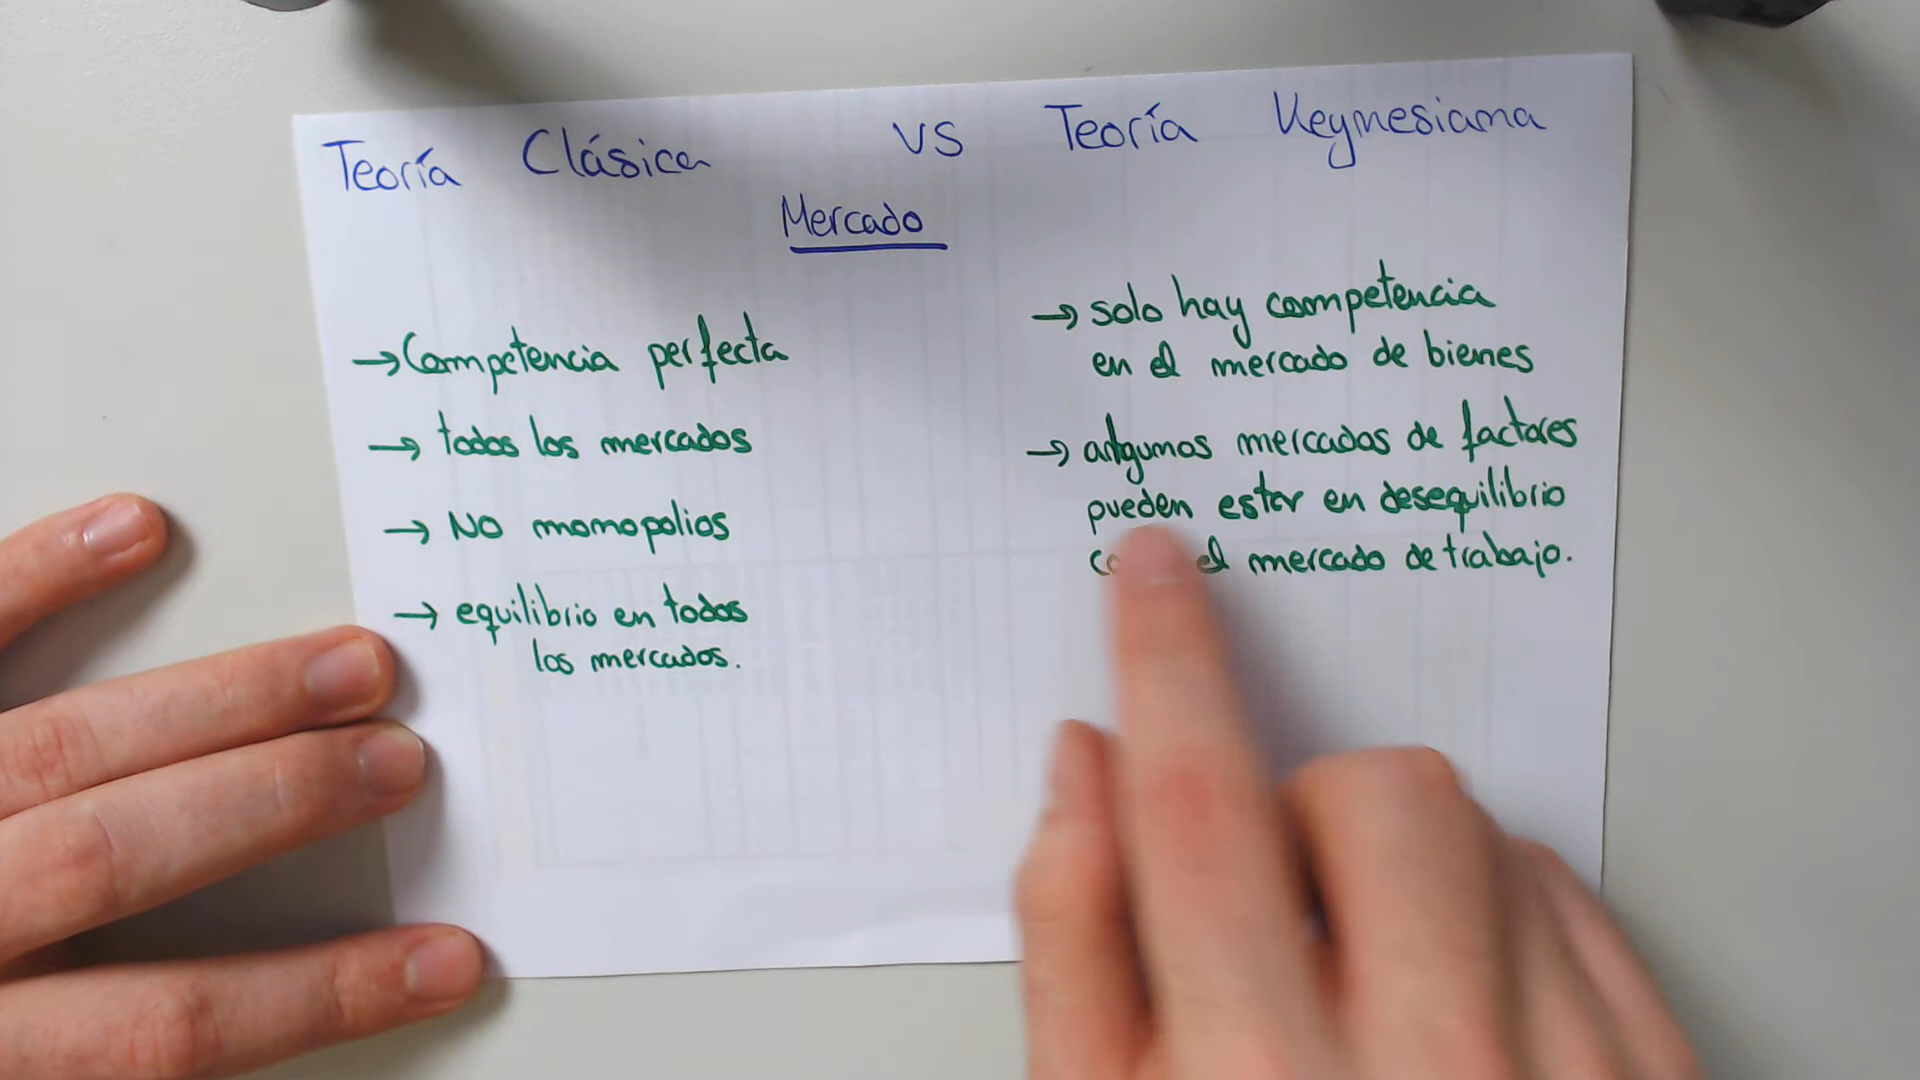 Teoría Clásica vs Teoría Keynesiana
Mercado
→ Competencia perfecta
→ todos los mercados
→ No monopolios
→ equilibrio en todos
los mercados.
→ solo hay competencia
en el mercado de bienes
→ algunos mercados de factores
pueden estar en desequilibrio
el mercado de trabajo.